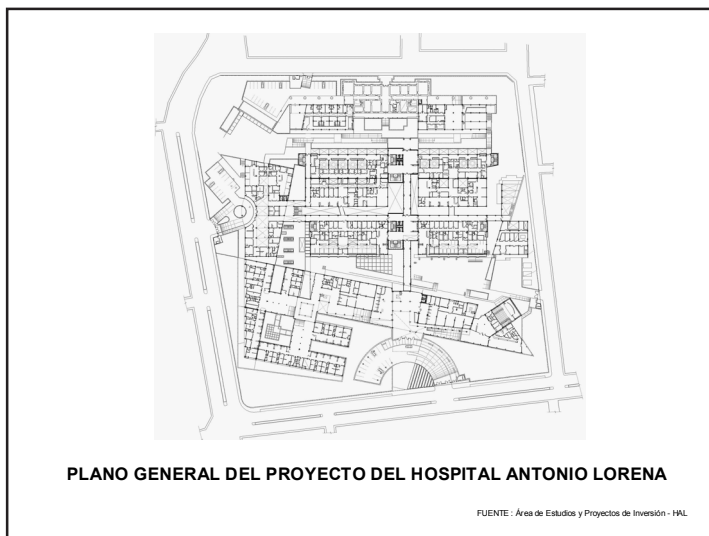 PLANO GENERAL DEL PROYECTO DEL HOSPITAL ANTONIO LORENA
FUENTE : Área de Estudios y Proyectos de Inversión - HAL